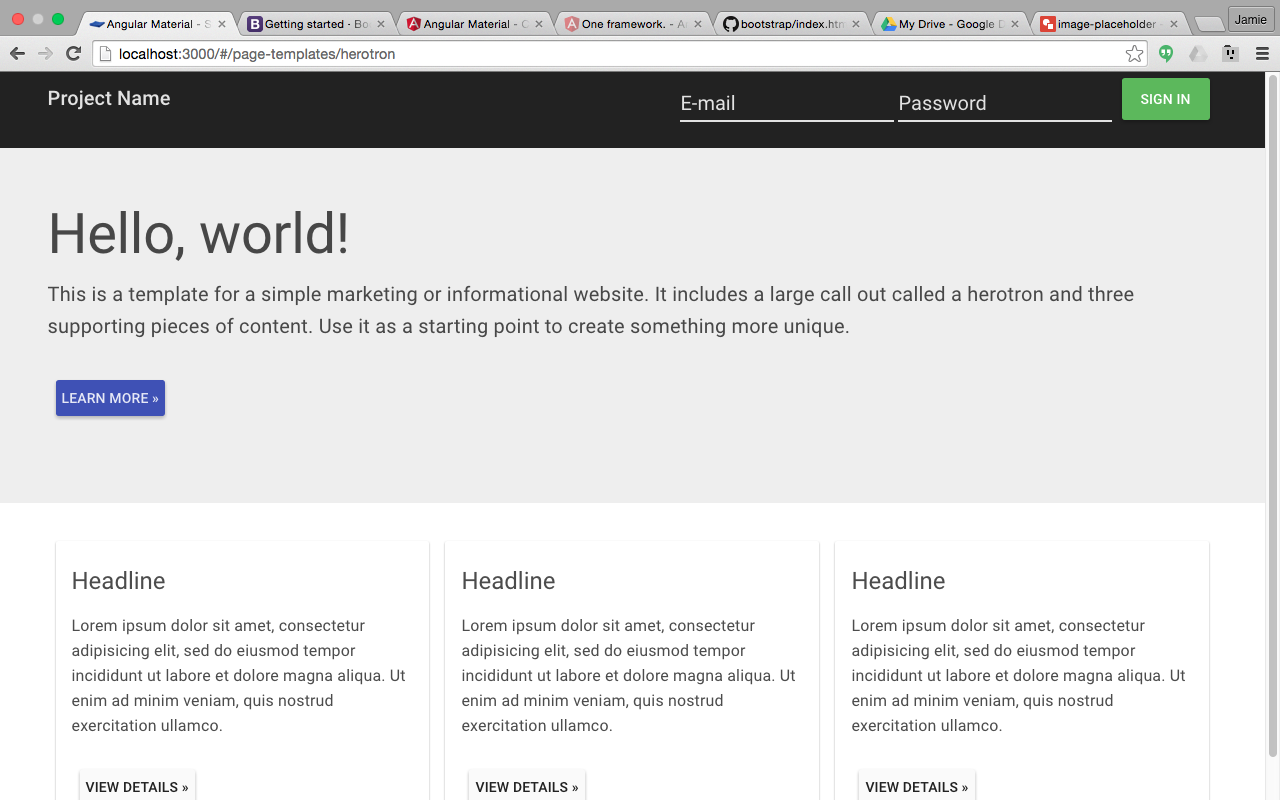 Angular Material - S
Getting started - Bo
Angular Material - C
One framework. - A
bootstrap/index.htm
My Drive - Google D
image-placeholder -
Jamie
localhost:3000/#/page-templates/herotron
Project Name
E-mail
Password
SIGN IN
Hello, world!
This is a template for a simple marketing or informational website. It includes a large call out called a herotron and three
supporting pieces of content. Use it as a starting point to create something more unique.
LEARN MORE »
Headline
Lorem ipsum dolor sit amet, consectetur
adipisicing elit, sed do eiusmod tempor
incididunt ut labore et dolore magna aliqua. Ut
enim ad minim veniam, quis nostrud
exercitation ullamco.
VIEW DETAILS »
Headline
Lorem ipsum dolor sit amet, consectetur
adipisicing elit, sed do eiusmod tempor
incididunt ut labore et dolore magna aliqua. Ut
enim ad minim veniam, quis nostrud
exercitation ullamco.
VIEW DETAILS »
Headline
Lorem ipsum dolor sit amet, consectetur
adipisicing elit, sed do eiusmod tempor
incididunt ut labore et dolore magna aliqua. Ut
enim ad minim veniam, quis nostrud
exercitation ullamco.
VIEW DETAILS »